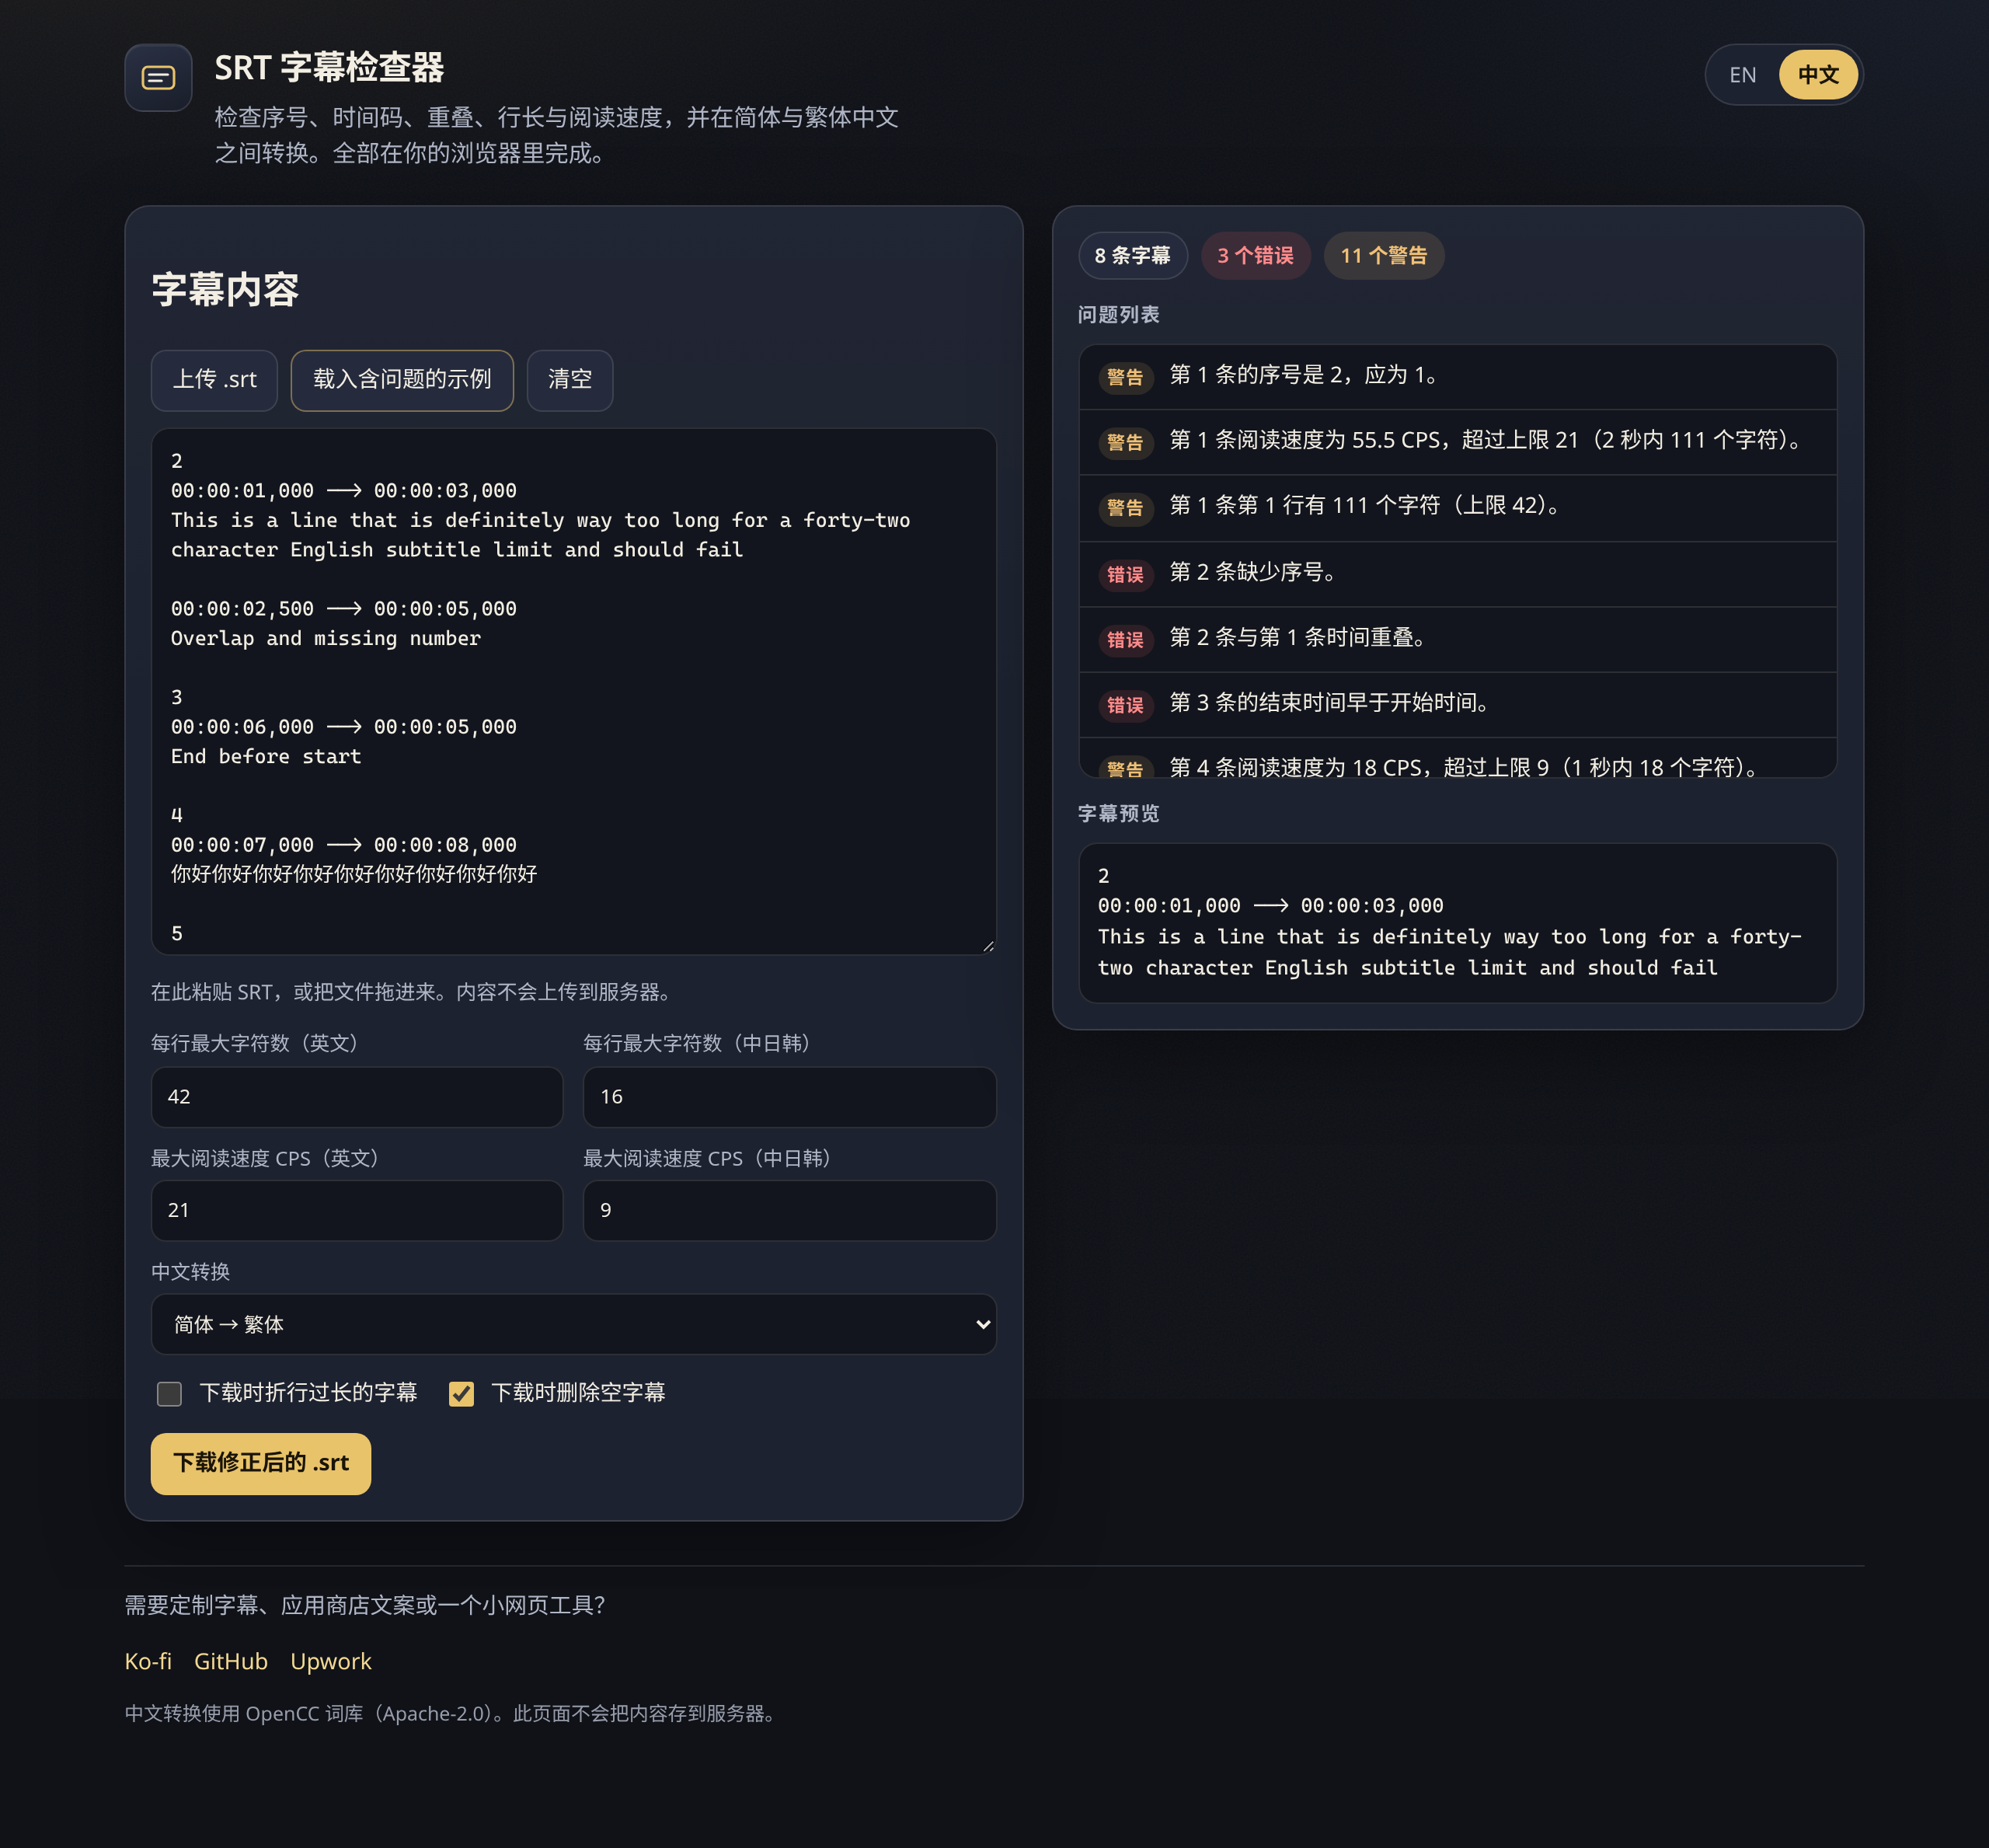 SRT 字幕检查器
检查序号、时间码、重叠、行长与阅读速度，并在简体与繁体中文
之间转换。全部在你的浏览器里完成。
EN 中文
字幕内容
上传 .srt 载入含问题的示例 清空
2
00:00:01,000 --> 00:00:03,000
This is a line that is definitely way too long for a forty-two
character English subtitle limit and should fail
00:00:02,500 --> 00:00:05,000
Overlap and missing number
3
00:00:06,000 --> 00:00:05,000
End before start
4
00:00:07,000 --> 00:00:08,000
你好你好你好你好你好你好你好你好你好
5
在此粘贴 SRT，或把文件拖进来。内容不会上传到服务器。
每行最大字符数（英文） 每行最大字符数（中日韩）
42 16
最大阅读速度 CPS（英文） 最大阅读速度 CPS（中日韩）
21 9
中文转换
简体 → 繁体
下载时折行过长的字幕 下载时删除空字幕
下载修正后的 .srt
8 条字幕 3 个错误 11 个警告
问题列表
警告 第 1 条的序号是 2，应为 1。
警告 第 1 条阅读速度为 55.5 CPS，超过上限 21（2 秒内 111 个字符）。
警告 第 1 条第 1 行有 111 个字符（上限 42）。
错误 第 2 条缺少序号。
错误 第 2 条与第 1 条时间重叠。
错误 第 3 条的结束时间早于开始时间。
警告 第 4 条阅读速度为 18 CPS，超过上限 9（1 秒内 18 个字符）。
字幕预览
2
00:00:01,000 --> 00:00:03,000
This is a line that is definitely way too long for a forty-
two character English subtitle limit and should fail
需要定制字幕、应用商店文案或一个小网页工具？
Ko-fi GitHub Upwork
中文转换使用 OpenCC 词库（Apache-2.0）。此页面不会把内容存到服务器。